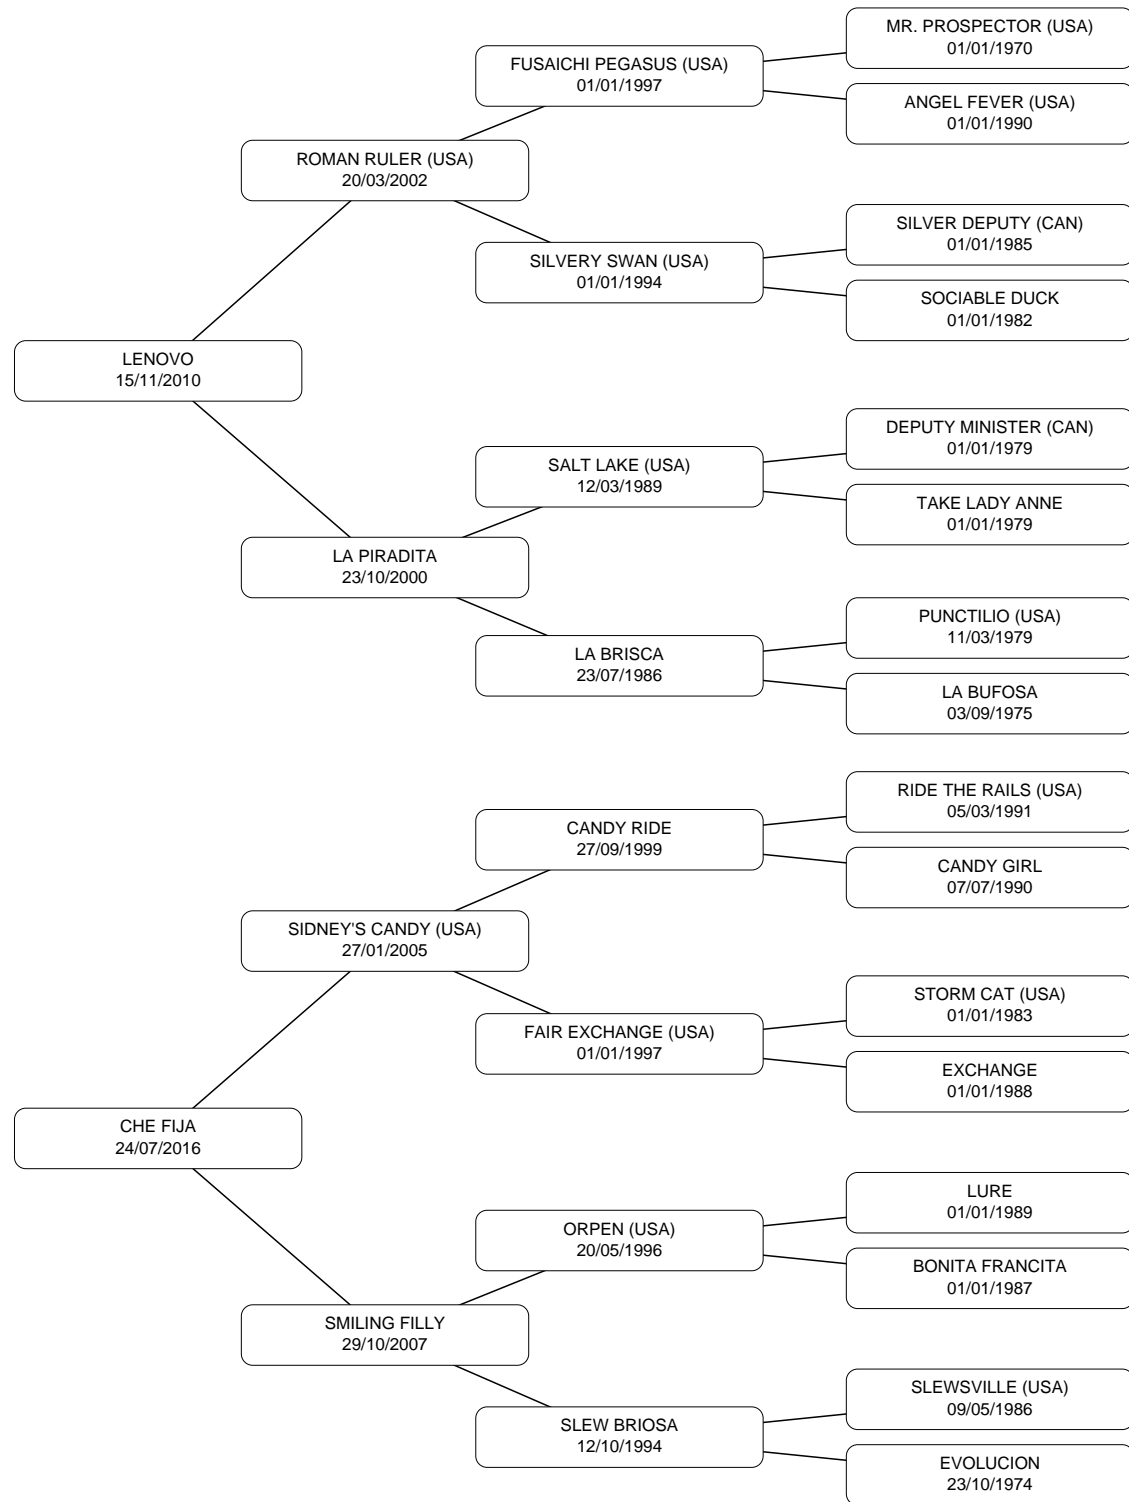 MR. PROSPECTOR (USA)
01/01/1970
FUSAICHI PEGASUS (USA)
01/01/1997
ANGEL FEVER (USA)
01/01/1990
ROMAN RULER (USA)
20/03/2002
SILVER DEPUTY (CAN)
01/01/1985
SILVERY SWAN (USA)
01/01/1994
SOCIABLE DUCK
01/01/1982
LENOVO
15/11/2010
DEPUTY MINISTER (CAN)
01/01/1979
SALT LAKE (USA)
12/03/1989
TAKE LADY ANNE
01/01/1979
LA PIRADITA
23/10/2000
PUNCTILIO (USA)
11/03/1979
LA BRISCA
23/07/1986
LA BUFOSA
03/09/1975
RIDE THE RAILS (USA)
05/03/1991
CANDY RIDE
27/09/1999
CANDY GIRL
07/07/1990
SIDNEY'S CANDY (USA)
27/01/2005
STORM CAT (USA)
01/01/1983
FAIR EXCHANGE (USA)
01/01/1997
EXCHANGE
01/01/1988
CHE FIJA
24/07/2016
LURE
01/01/1989
ORPEN (USA)
20/05/1996
BONITA FRANCITA
01/01/1987
SMILING FILLY
29/10/2007
SLEWSVILLE (USA)
09/05/1986
SLEW BRIOSA
12/10/1994
EVOLUCION
23/10/1974